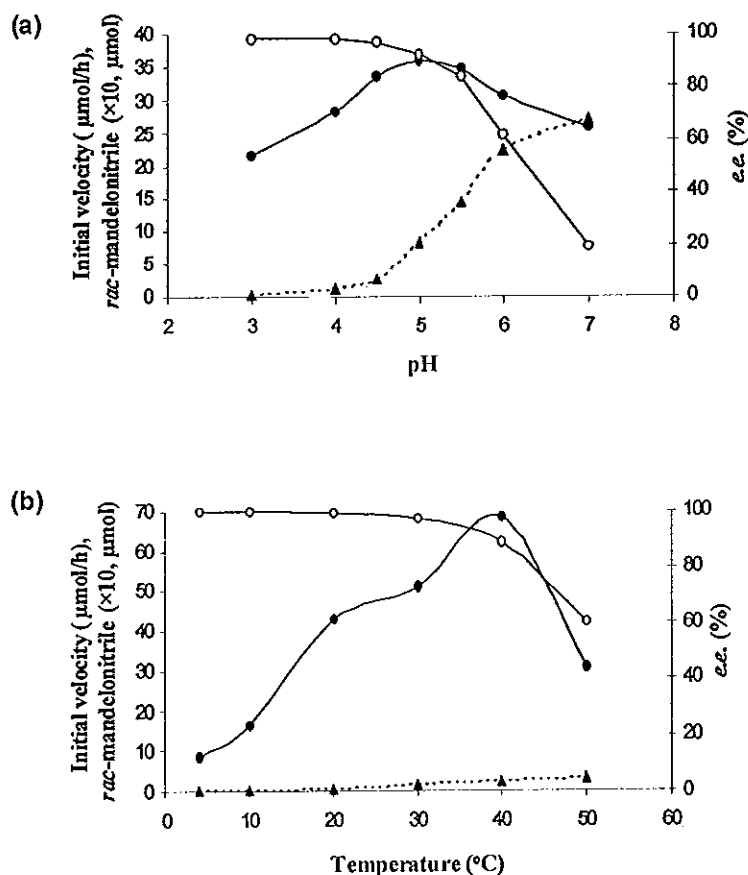 (a)
Initial velocity ( μmol/h),
rac-mandelonitrile (×10, μmol)
40
35
30
25
20
15
10
5
0
100
80
60
40
20
0
e.e. (%)
2 3 4 5 6 7 8
pH
(b)
Initial velocity ( μmol/h),
rac-mandelonitrile (×10, μmol)
70
60
50
40
30
20
10
0
100
80
60
40
20
0
e.e. (%)
0 10 20 30 40 50 60
Temperature (°C)